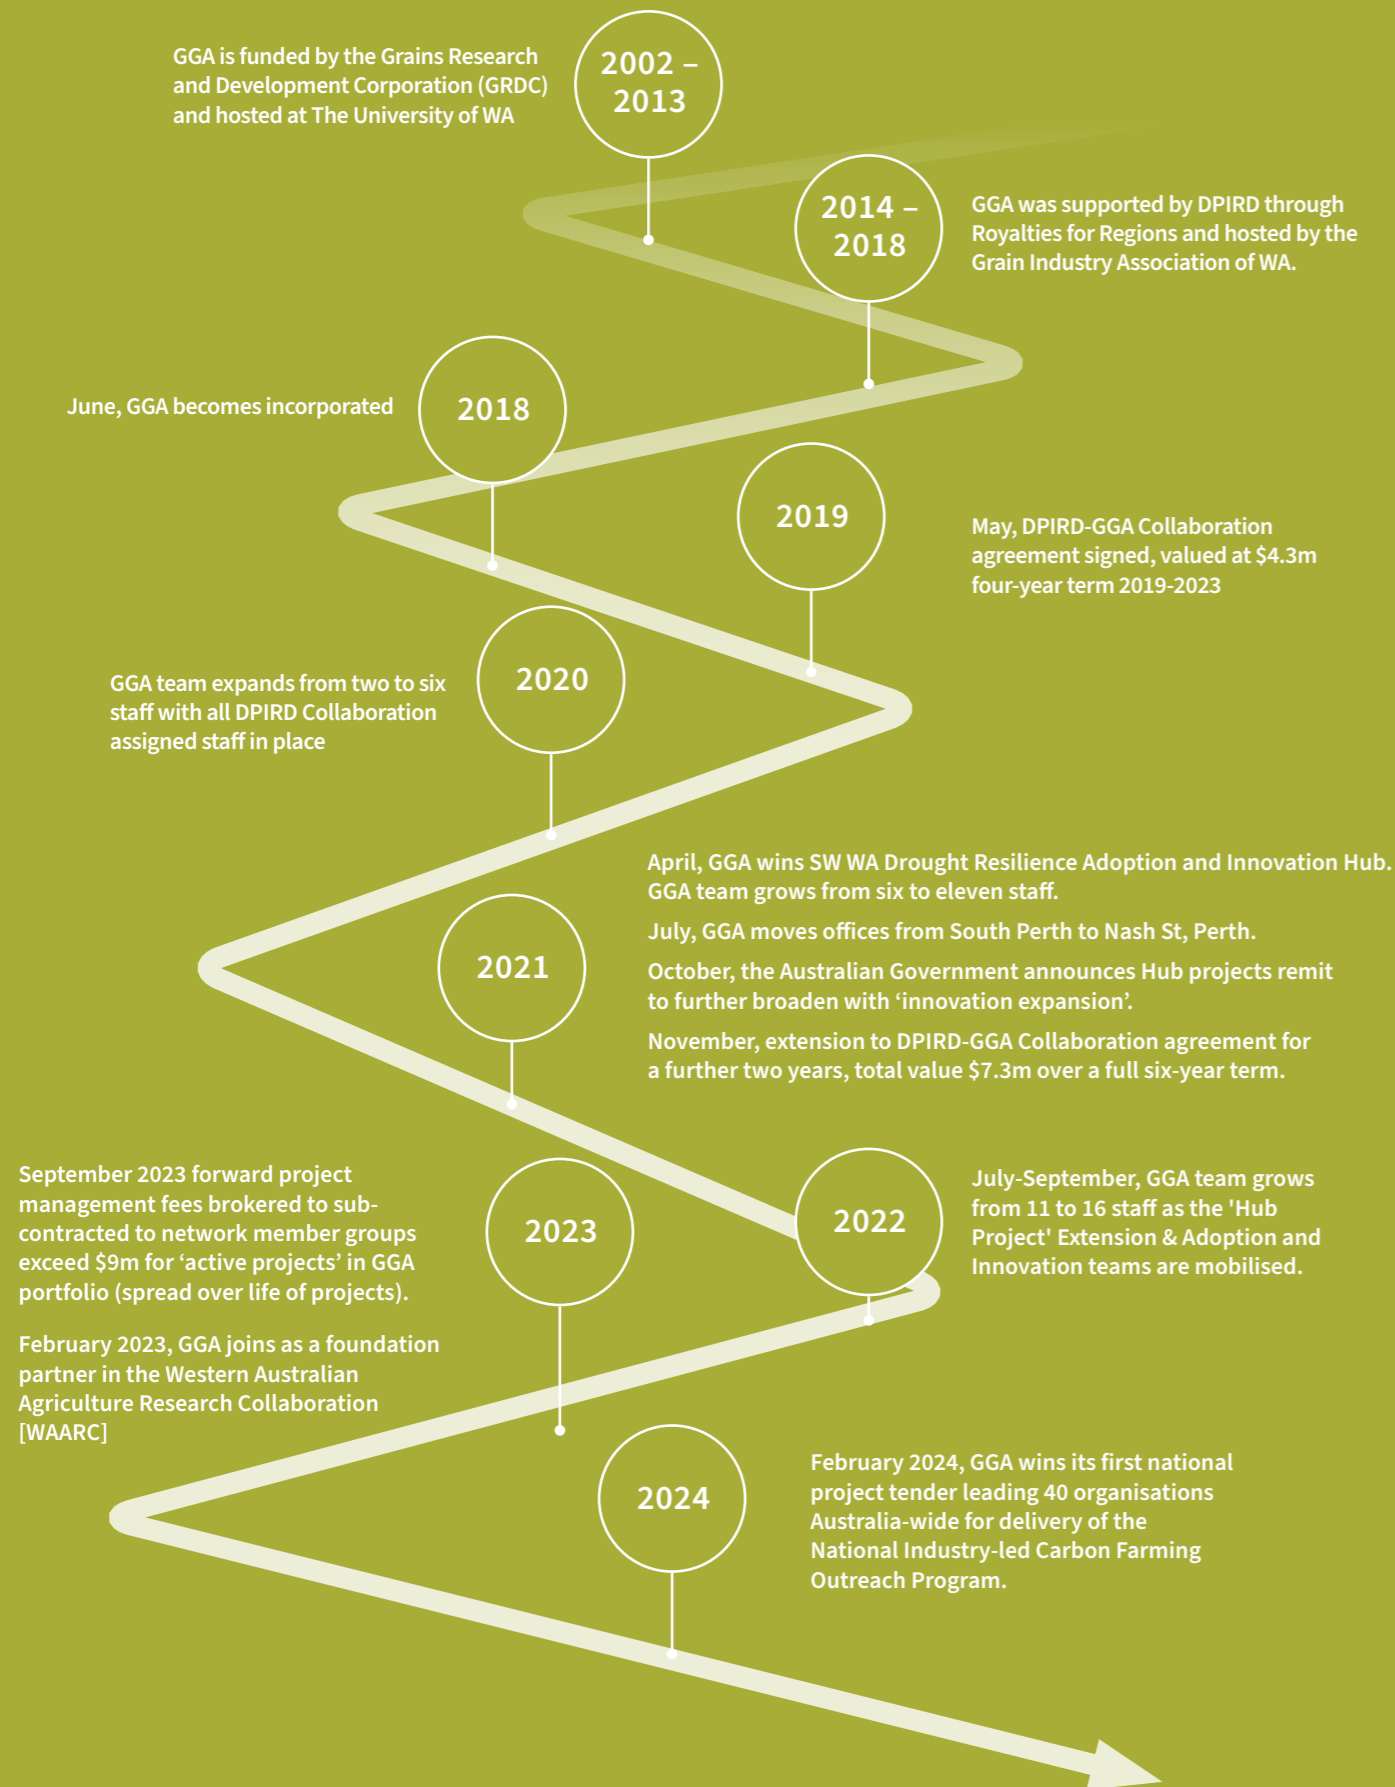 GGA is funded by the Grains Research
and Development Corporation (GRDC)
and hosted at The University of WA
2002 –
2013
2014 –
2018
GGA was supported by DPIRD through
Royalties for Regions and hosted by the
Grain Industry Association of WA.
June, GGA becomes incorporated
2018
2019
May, DPIRD-GGA Collaboration
agreement signed, valued at $4.3m
four-year term 2019-2023
GGA team expands from two to six
staff with all DPIRD Collaboration
assigned staff in place
2020
2021
April, GGA wins SW WA Drought Resilience Adoption and Innovation Hub.
GGA team grows from six to eleven staff.
July, GGA moves offices from South Perth to Nash St, Perth.
October, the Australian Government announces Hub projects remit
to further broaden with ‘innovation expansion’.
November, extension to DPIRD-GGA Collaboration agreement for
a further two years, total value $7.3m over a full six-year term.
2022
July-September, GGA team grows
from 11 to 16 staff as the 'Hub
Project' Extension & Adoption and
Innovation teams are mobilised.
September 2023 forward project
management fees brokered to sub-
contracted to network member groups
exceed $9m for ‘active projects’ in GGA
portfolio (spread over life of projects).
February 2023, GGA joins as a foundation
partner in the Western Australian
Agriculture Research Collaboration
[WAARC]
2023
2024
February 2024, GGA wins its first national
project tender leading 40 organisations
Australia-wide for delivery of the
National Industry-led Carbon Farming
Outreach Program.